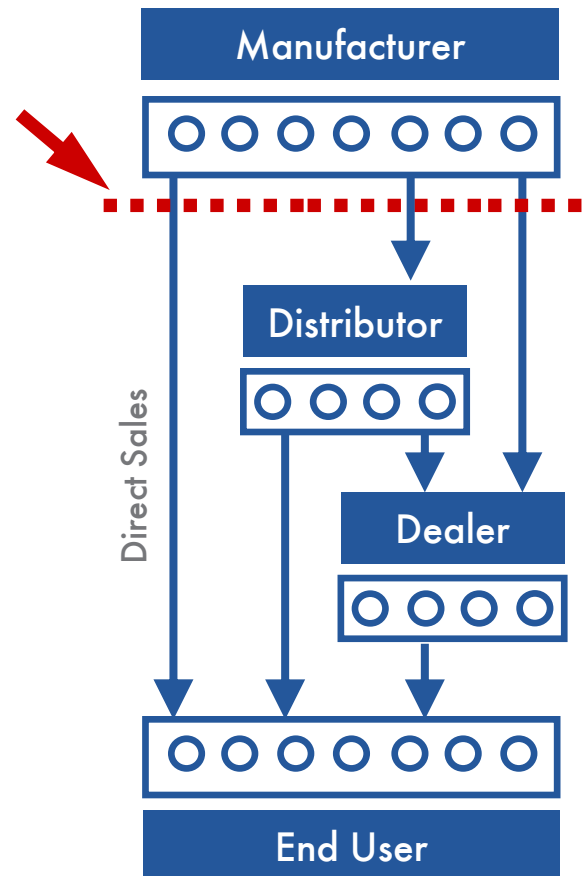 Manufacturer
Distributor
Direct Sales
Dealer
End User